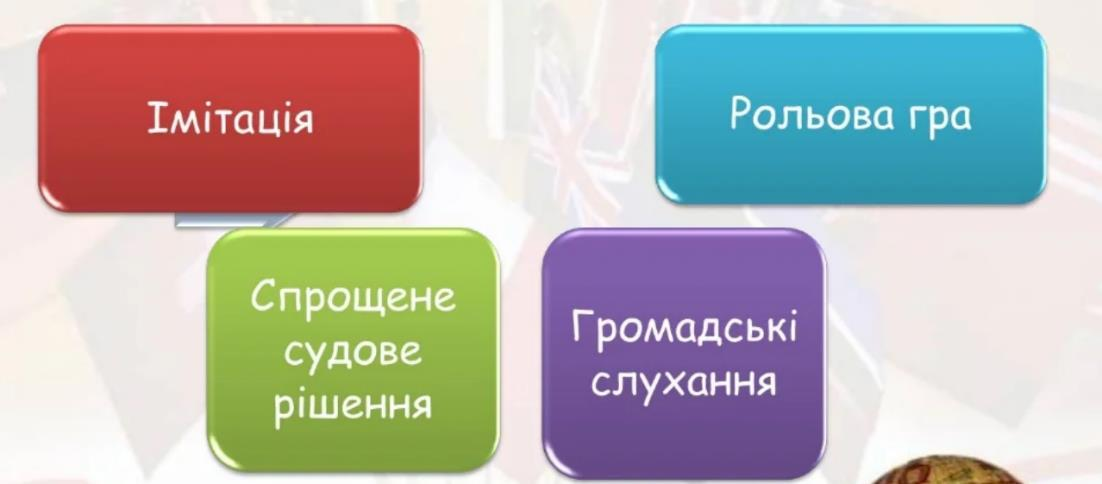 Імітація
Рольова гра
Спрощене
судове
рішення
Громадські
слухання